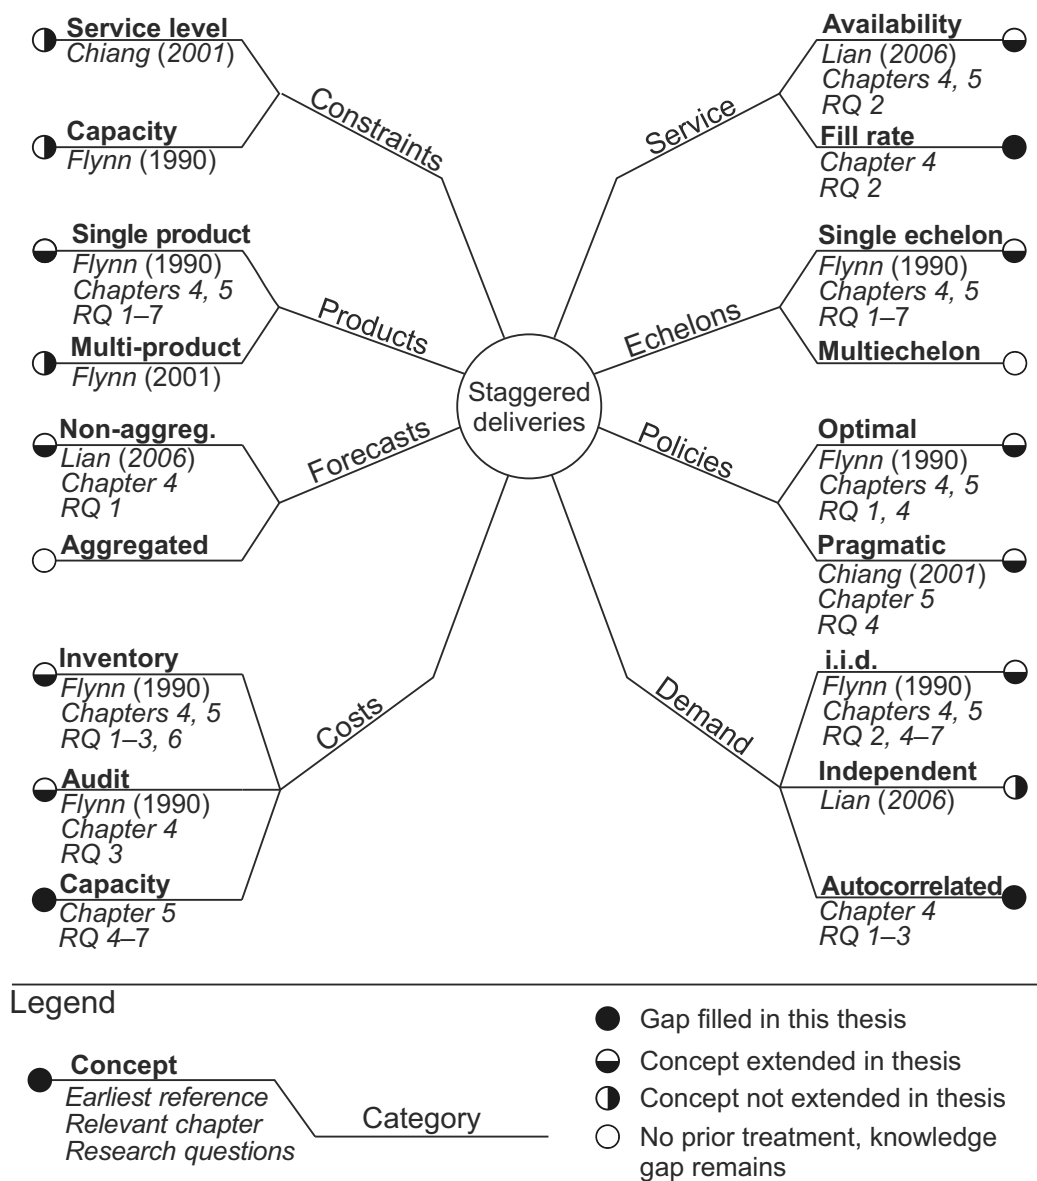 Service level
Chiang (2001)
Constraints
Capacity
Flynn (1990)
Single product
Flynn (1990)
Chapters 4, 5
RQ 1–7
Products
Multi-product
Flynn (2001)
Non-aggreg.
Lian (2006)
Chapter 4
RQ 1
Forecasts
Aggregated
Inventory
Flynn (1990)
Chapters 4, 5
RQ 1–3, 6
Costs
Audit
Flynn (1990)
Chapter 4
RQ 3
Capacity
Chapter 5
RQ 4–7
Staggered
deliveries
Availability
Lian (2006)
Chapters 4, 5
RQ 2
Service
Fill rate
Chapter 4
RQ 2
Single echelon
Flynn (1990)
Chapters 4, 5
RQ 1–7
Echelons
Multiechelon
Optimal
Flynn (1990)
Chapters 4, 5
RQ 1, 4
Policies
Pragmatic
Chiang (2001)
Chapter 5
RQ 4
i.i.d.
Flynn (1990)
Chapters 4, 5
RQ 2, 4–7
Demand
Independent
Lian (2006)
Autocorrelated
Chapter 4
RQ 1–3
Legend
Concept
Earliest reference
Relevant chapter
Research questions
Category
Gap filled in this thesis
Concept extended in thesis
Concept not extended in thesis
No prior treatment, knowledge
gap remains